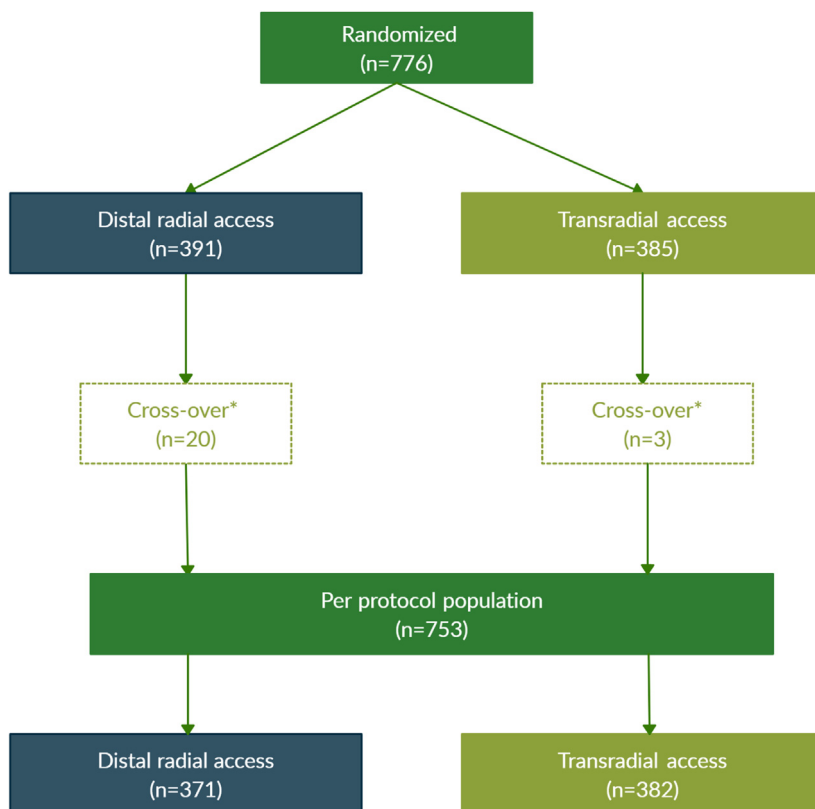 Randomized
(n=776)
Distal radial access
(n=391)
Transradial access
(n=385)
Cross-over*
(n=20)
Cross-over*
(n=3)
Per protocol population
(n=753)
Distal radial access
(n=371)
Transradial access
(n=382)